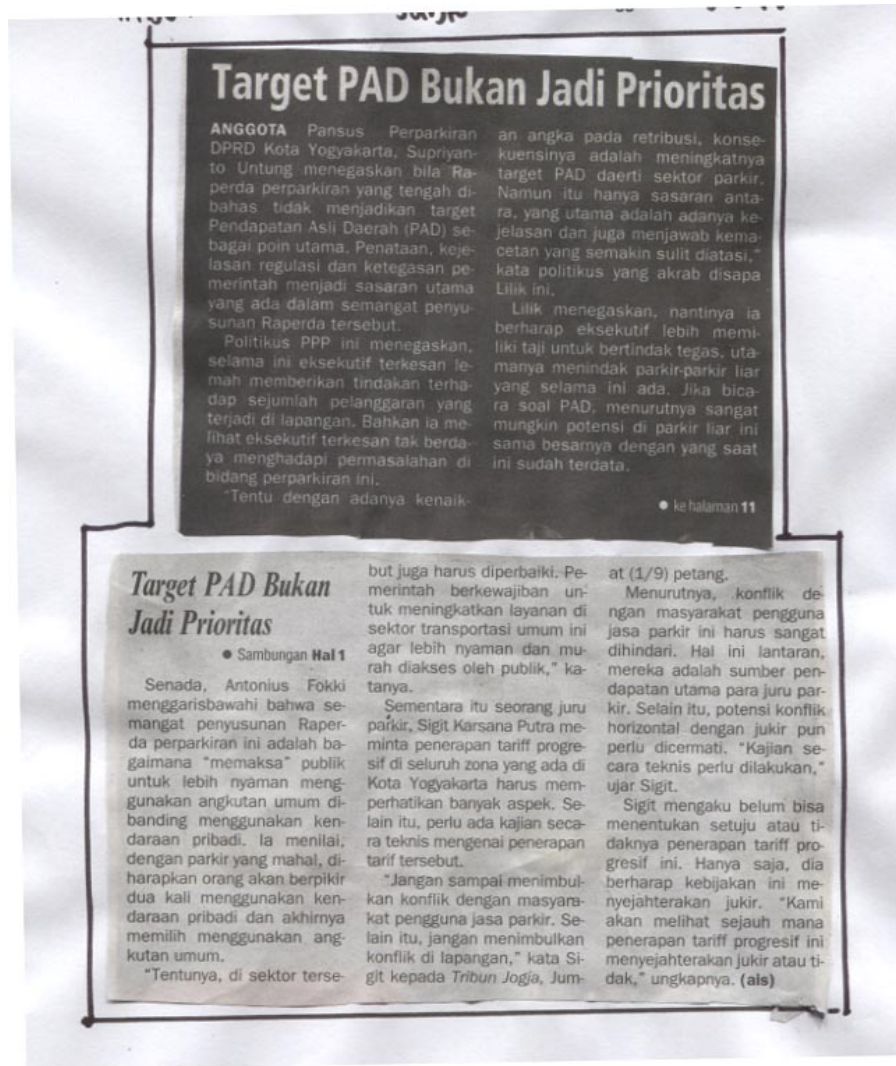 Target PAD Bukan Jadi Prioritas
ANGGOTA Pansus Perparkiran
DPRD Kota Yogyakarta, Supriyan-
to Untung menegaskan bila Ra-
perda perparkiran yang tengah di-
bahas tidak menjadikan target
Pendapatan Asli Daerah (PAD) se-
bagai poin utama. Penataan, keje-
lasan regulasi dan ketegasan pe-
merintah menjadi sasaran utama
yang ada dalam semangat penyu-
sunan Raperda tersebut.
Politikus PPP ini menegaskan,
selama ini eksekutif terkesan le-
mah memberikan tindakan terha-
dap sejumlah pelanggaran yang
terjadi di lapangan. Bahkan ia me-
lihat eksekutif terkesan tak berda-
ya menghadapi permasalahan di
bidang perparkiran ini.
"Tentu dengan adanya kenaik-
an angka pada retribusi, konse-
kuensinya adalah meningkatnya
target PAD daerti sektor parkir.
Namun itu hanya sasaran anta-
ra, yang utama adalah adanya ke-
jelasan dan juga menjawab kema-
cetan yang semakin sulit diatasi,"
kata politikus yang akrab disapa
Lilik ini.
Lilik menegaskan, nantinya ia
berharap eksekutif lebih memi-
liki taji untuk bertindak tegas, uta-
manya menindak parkir-parkir liar
yang selama ini ada. Jika bica-
ra soal PAD, menurutnya sangat
mungkin potensi di parkir liar ini
sama besarnya dengan yang saat
ini sudah terdata.
● ke halaman 11
Target PAD Bukan
Jadi Prioritas
● Sambungan Hal 1
Senada, Antonius Fokki
menggarisbawahi bahwa se-
mangat penyusunan Raper-
da perparkiran ini adalah ba-
gaimana "memaksa" publik
untuk lebih nyaman meng-
gunakan angkutan umum di-
banding menggunakan ken-
daraan pribadi. Ia menilai,
dengan parkir yang mahal, di-
harapkan orang akan berpikir
dua kali menggunakan ken-
daraan pribadi dan akhirnya
memilih menggunakan ang-
kutan umum.
"Tentunya, di sektor terse-
but juga harus diperbaiki. Pe-
merintah berkewajiban un-
tuk meningkatkan layanan di
sektor transportasi umum ini
agar lebih nyaman dan mu-
rah diakses oleh publik," ka-
tanya.
Sementara itu seorang juru
parkir, Sigit Karsana Putra me-
minta penerapan tariff progre-
sif di seluruh zona yang ada di
Kota Yogyakarta harus mem-
perhatikan banyak aspek. Se-
lain itu, perlu ada kajian seca-
ra teknis mengenai penerapan
tarif tersebut.
"Jangan sampai menimbul-
kan konflik dengan masyara-
kat pengguna jasa parkir. Se-
lain itu, jangan menimbulkan
konflik di lapangan," kata Si-
git kepada Tribun Jogja, Jum-
at (1/9) petang.
Menurutnya, konflik de-
ngan masyarakat pengguna
jasa parkir ini harus sangat
dihindari. Hal ini lantaran,
mereka adalah sumber pen-
dapatan utama para juru par-
kir. Selain itu, potensi konflik
horizontal dengan jukir pun
perlu dicermati. "Kajian se-
cara teknis perlu dilakukan,"
ujar Sigit.
Sigit mengaku belum bisa
menentukan setuju atau ti-
daknya penerapan tariff pro-
gresif ini. Hanya saja, dia
berharap kebijakan ini me-
nyejahterakan jukir. "Kami
akan melihat sejauh mana
penerapan tariff progresif ini
menyejahterakan jukir atau ti-
dak," ungkapnya. (ais)